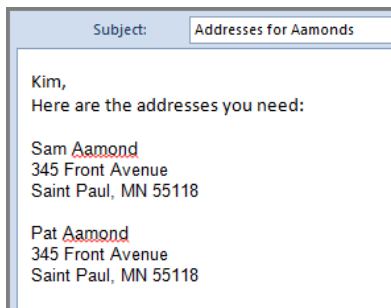 Subject: Addresses for Aamonds
Kim,
Here are the addresses you need:
Sam Aamond
345 Front Avenue
Saint Paul, MN 55118
Pat Aamond
345 Front Avenue
Saint Paul, MN 55118